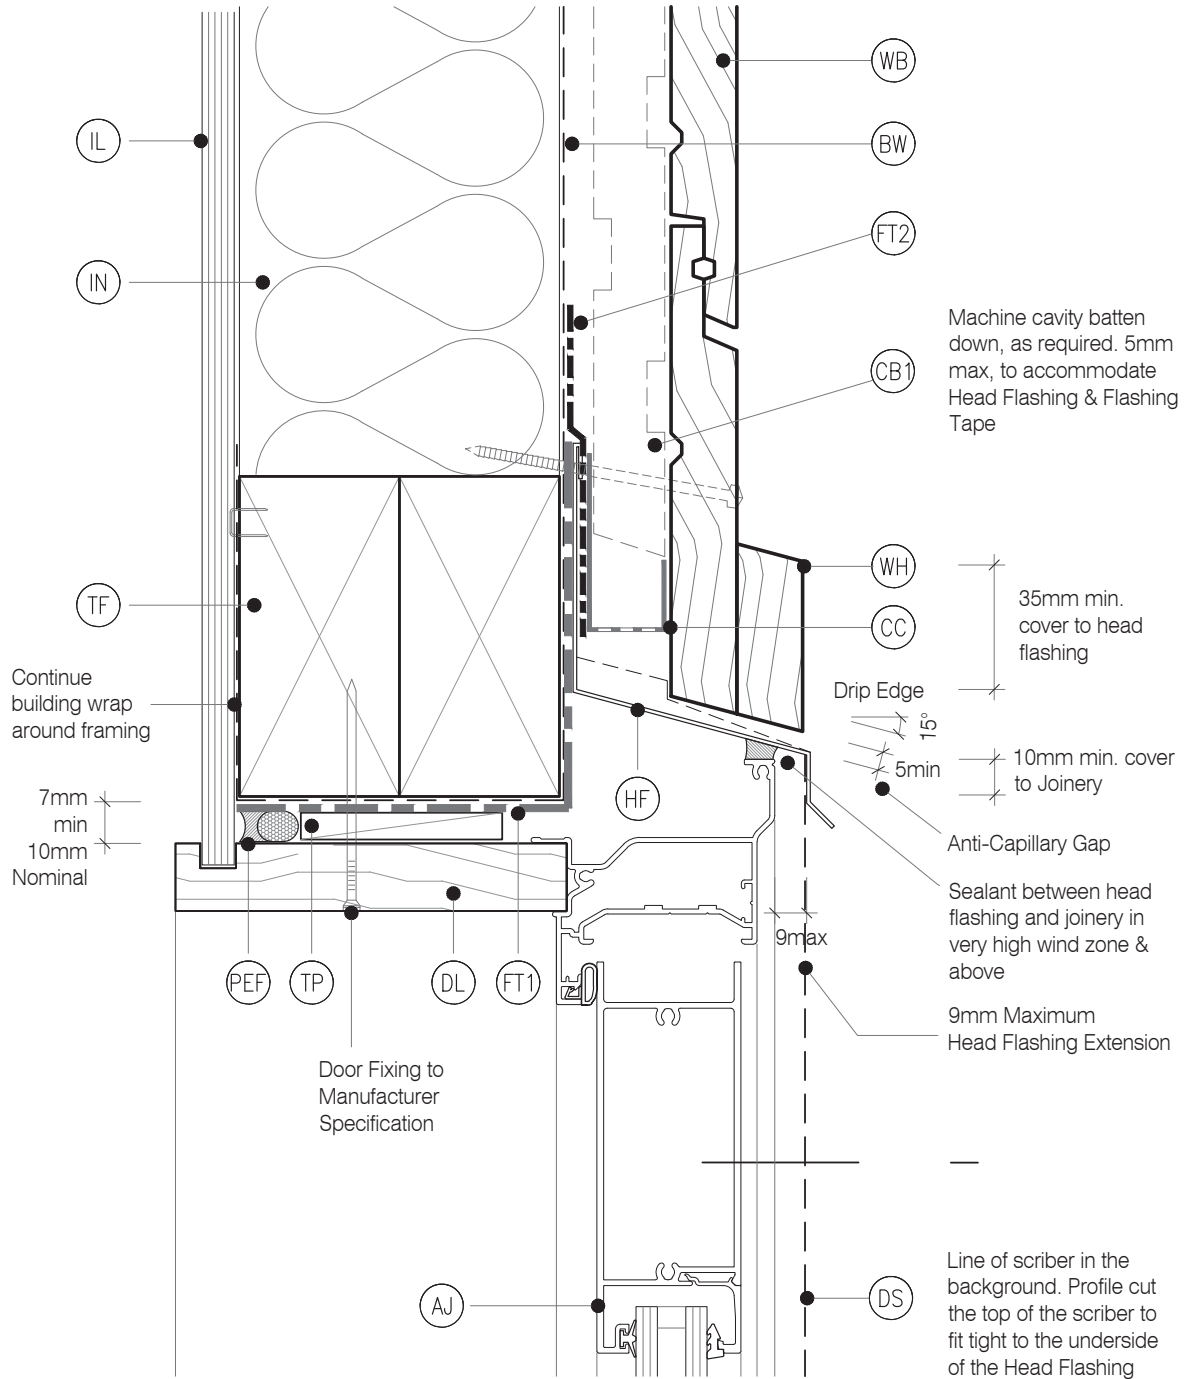 WB
IL
BW
FT2
IN
Machine cavity batten
down, as required. 5mm
max, to accommodate
Head Flashing & Flashing
Tape
CB1
WH
35mm min.
cover to head
flashing
TF
CC
Continue
building wrap
around framing
Drip Edge
15°
5min
10mm min. cover
to Joinery
HF
7mm
min
10mm
Nominal
Anti-Capillary Gap
Sealant between head
flashing and joinery in
very high wind zone &
above
9max
PEF
TP
DL
FT1
9mm Maximum
Head Flashing Extension
Door Fixing to
Manufacturer
Specification
AJ
DS
Line of scriber in the
background. Profile cut
the top of the scriber to
fit tight to the underside
of the Head Flashing